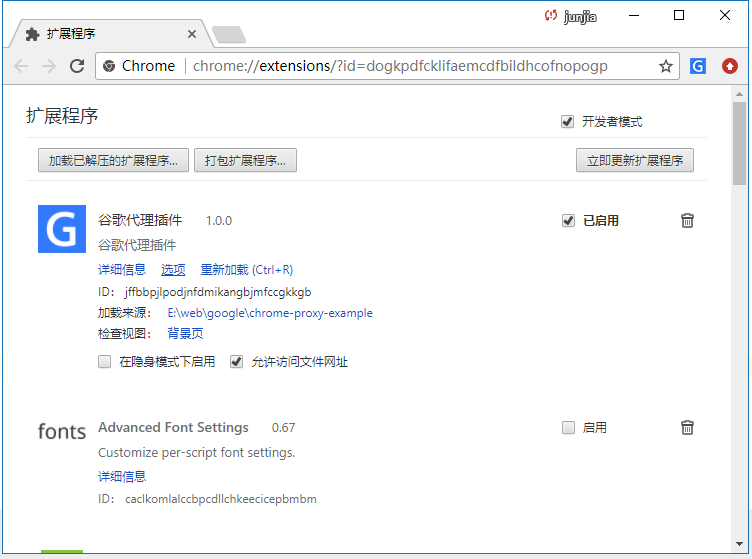 junjia
扩展程序
Chrome chrome://extensions/?id=dogkpdfcklifaemcdfbildhcofnopogp G
扩展程序 开发者模式
加载已解压的扩展程序... 打包扩展程序... 立即更新扩展程序
G 谷歌代理插件 1.0.0 已启用
谷歌代理插件
详细信息 选项 重新加载 (Ctrl+R)
ID: jffbbpjlpodjnfdmikangbjmfccgkkgb
加载来源: E:\web\google\chrome-proxy-example
检查视图: 背景页
在隐身模式下启用 允许访问文件网址
fonts Advanced Font Settings 0.67 启用
Customize per-script font settings.
详细信息
ID: caclkomlalccbpcdllchkeecicepbmbm